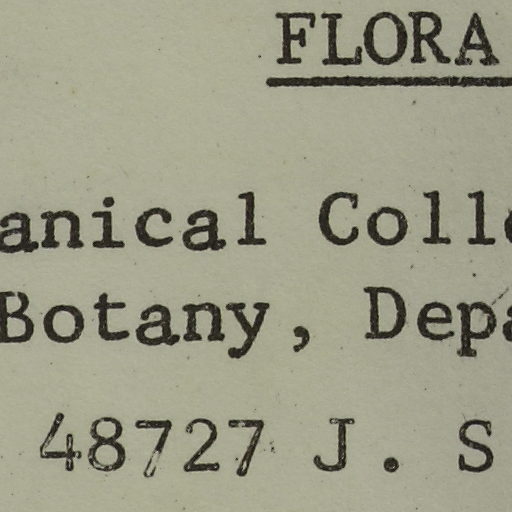 FLORA
anical Colle
Botany, Depa
48727 J. S